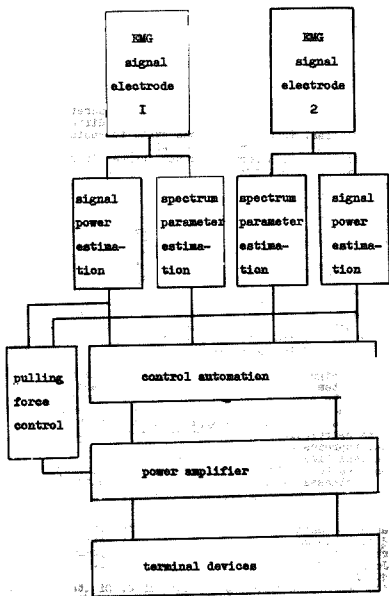 EMG
signal
electrode
I
EMG
signal
electrode
2
signal
power
estima-
tion
spectrum
parameter
estima-
tion
spectrum
parameter
estima-
tion
signal
power
estima-
tion
pulling
force
control
control automation
power amplifier
terminal devices